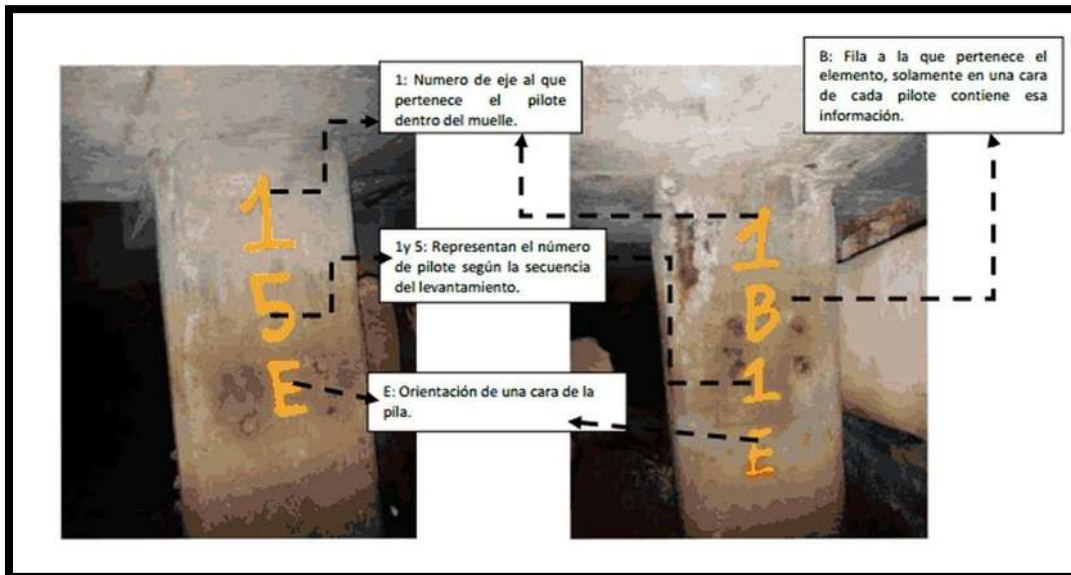 1: Numero de eje al que
pertenece el pilote
dentro del muelle.
B: Fila a la que pertenece el
elemento, solamente en una cara
de cada pilote contiene esa
información.
1
5
E
1y 5: Representan el número
de pilote según la secuencia
del levantamiento.
E: Orientación de una cara de la
pila.
1
B
1
E